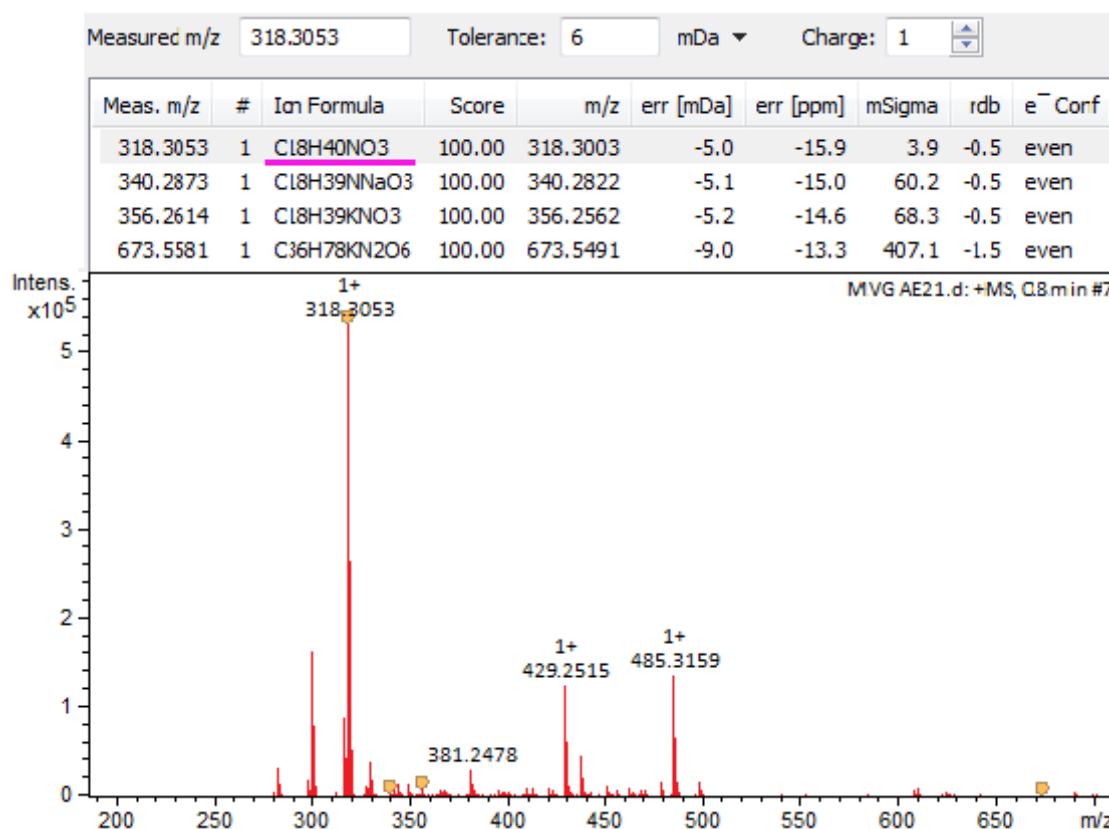 Measured m/z 318.3053 Tolerance: 6 mDa Charge: 1
Meas. m/z # Ion Formula Score m/z err [mDa] err [ppm] mSigma rdb e⁻ Conf
318.3053 1 C18H40NO3 100.00 318.3003 -5.0 -15.9 3.9 -0.5 even
340.2873 1 C18H39NNaO3 100.00 340.2822 -5.1 -15.0 60.2 -0.5 even
356.2614 1 C18H39KNO3 100.00 356.2562 -5.2 -14.6 68.3 -0.5 even
673.5581 1 C36H78KN2O6 100.00 673.5491 -9.0 -13.3 407.1 -1.5 even
Intens.
x10⁵
MVG AE21.d: +MS, 0.8min #7
1+
318.3053
5
4
3
2
1+
429.2515
1+
485.3159
1
381.2478
0
200 250 300 350 400 450 500 550 600 650 m/z